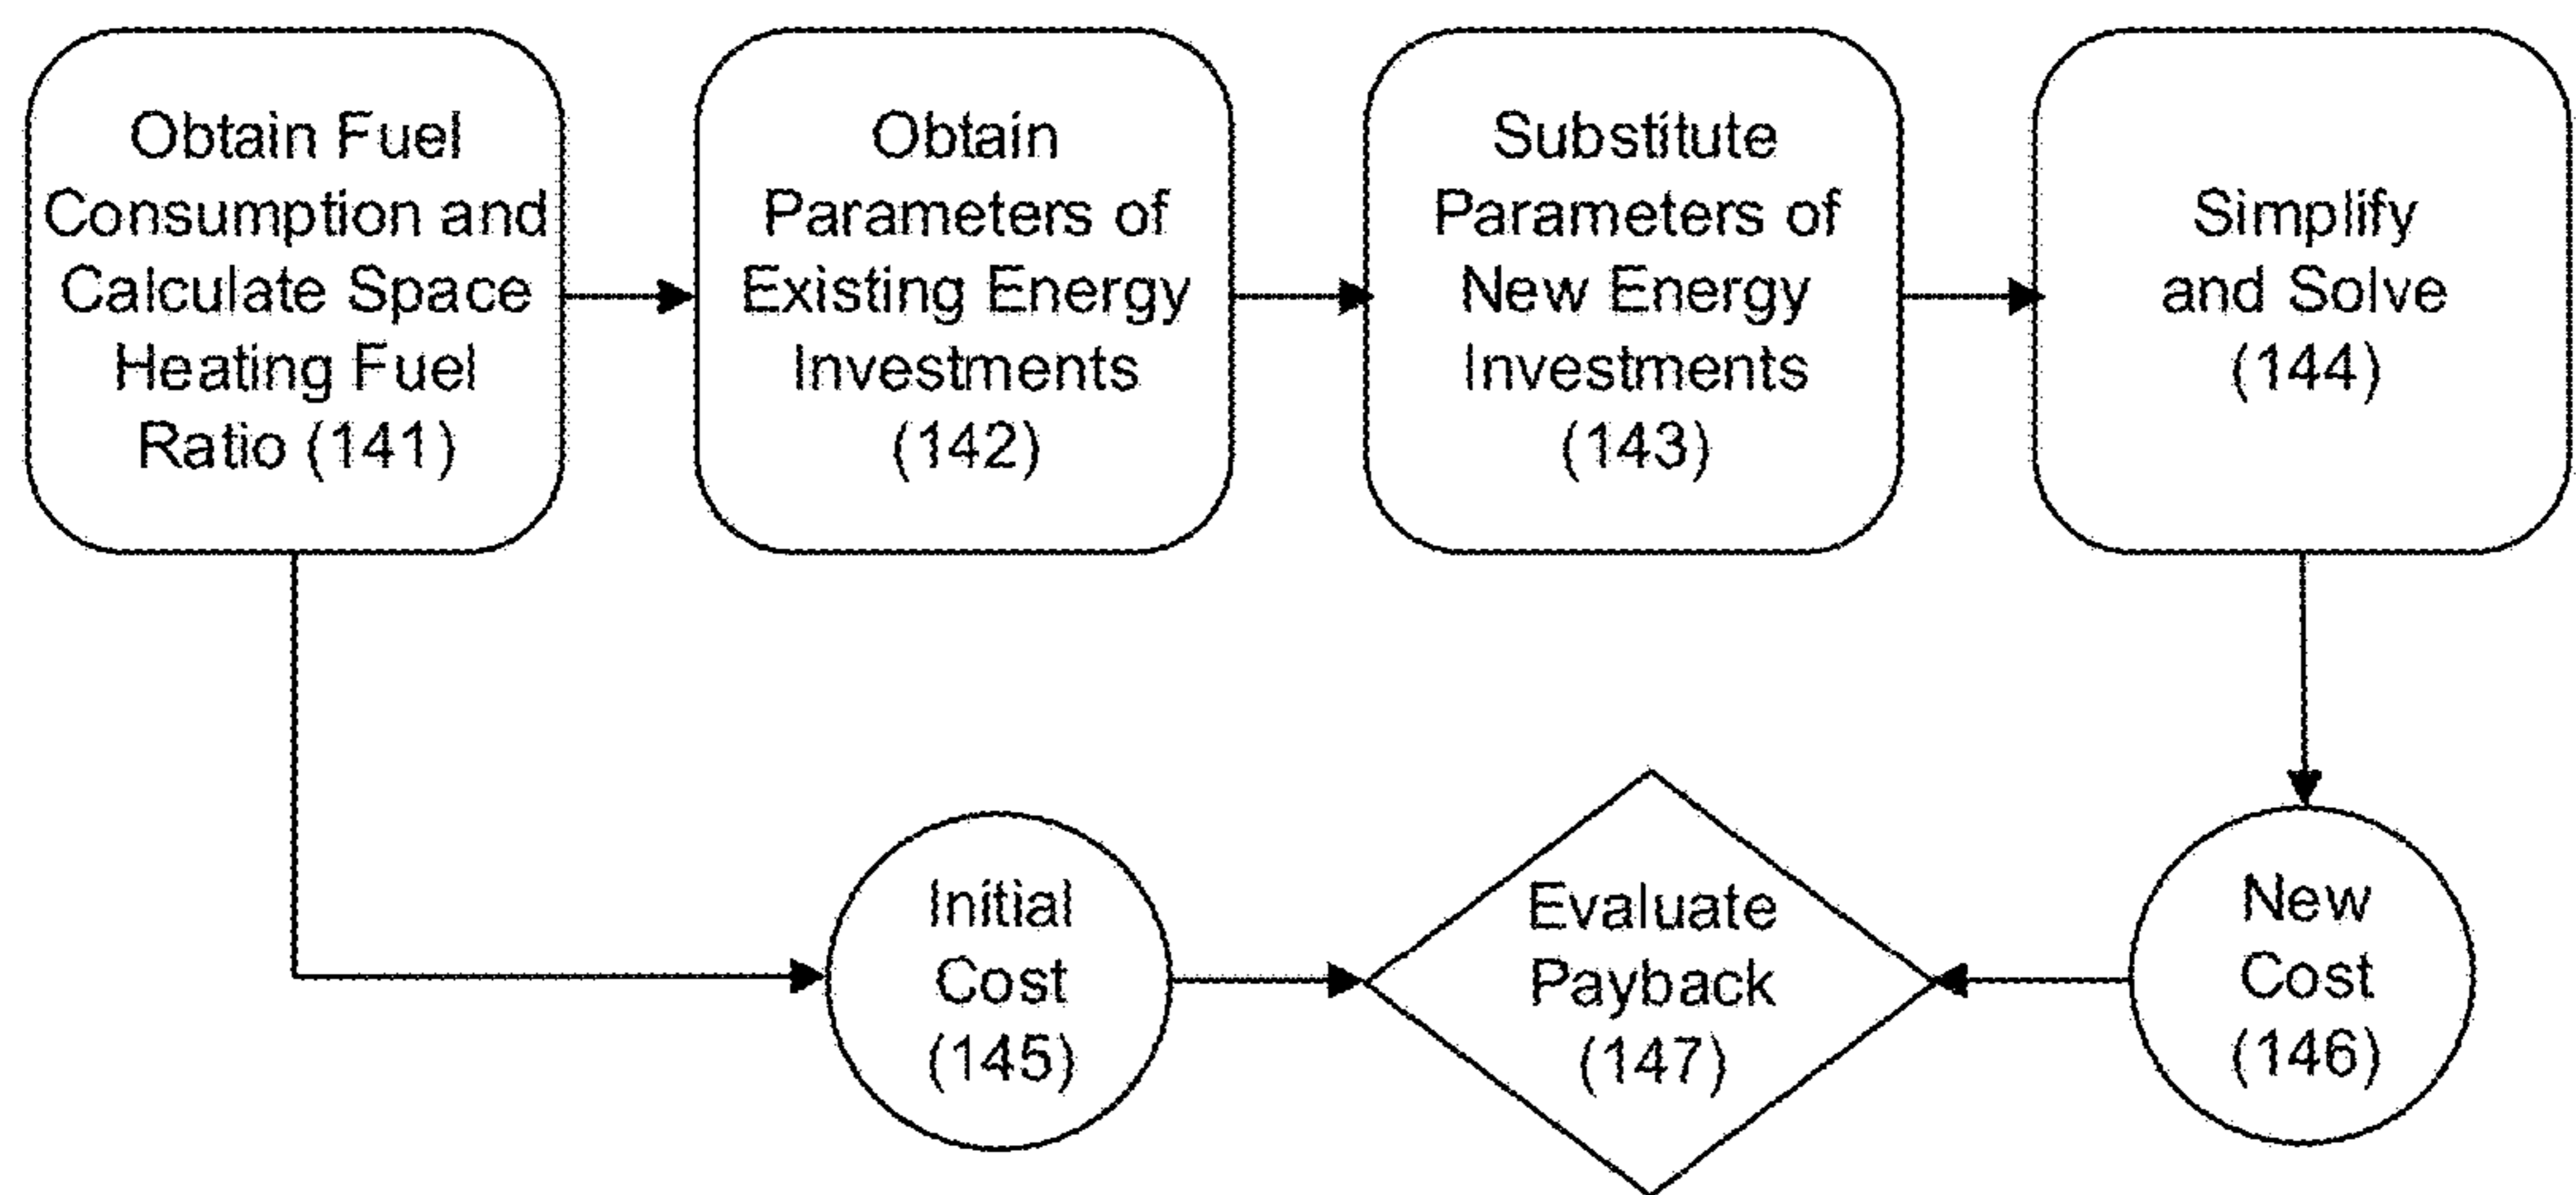 Obtain Fuel
Consumption and
Calculate Space
Heating Fuel
Ratio (141)
Obtain
Parameters of
Existing Energy
Investments
(142)
Substitute
Parameters of
New Energy
Investments
(143)
Simplify
and Solve
(144)
Initial
Cost
(145)
Evaluate
Payback
(147)
New
Cost
(146)